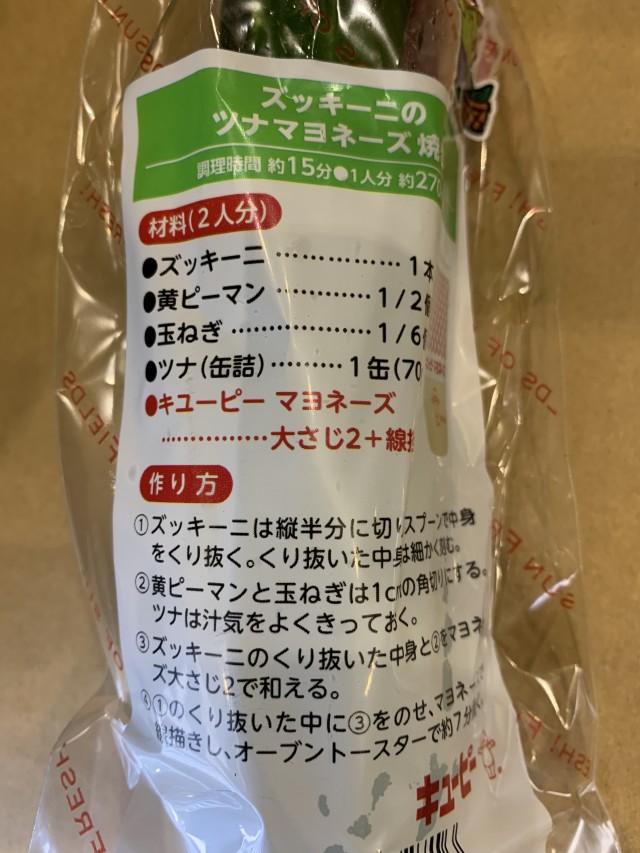 ズッキーニの
ツナマヨネーズ 焼
調理時間 約15分●1人分 約270
材料(2人分)
●ズッキーニ …………… 1本
●黄ピーマン ………… 1/2個
●玉ねぎ ……………… 1/6
●ツナ(缶詰) ……… 1缶(70
●キユーピー マヨネーズ
……………大さじ2+線描
作り方
①ズッキーニは縦半分に切りスプーンで中身
をくり抜く。くり抜いた中身は細かく刻む。
②黄ピーマンと玉ねぎは1cmの角切りにする。
ツナは汁気をよくきっておく。
③ズッキーニのくり抜いた中身と②をマヨネ
ズ大さじ2で和える。
④①のくり抜いた中に③をのせ、マヨネーズで
線描きし、オーブントースターで約7分
キユーピー